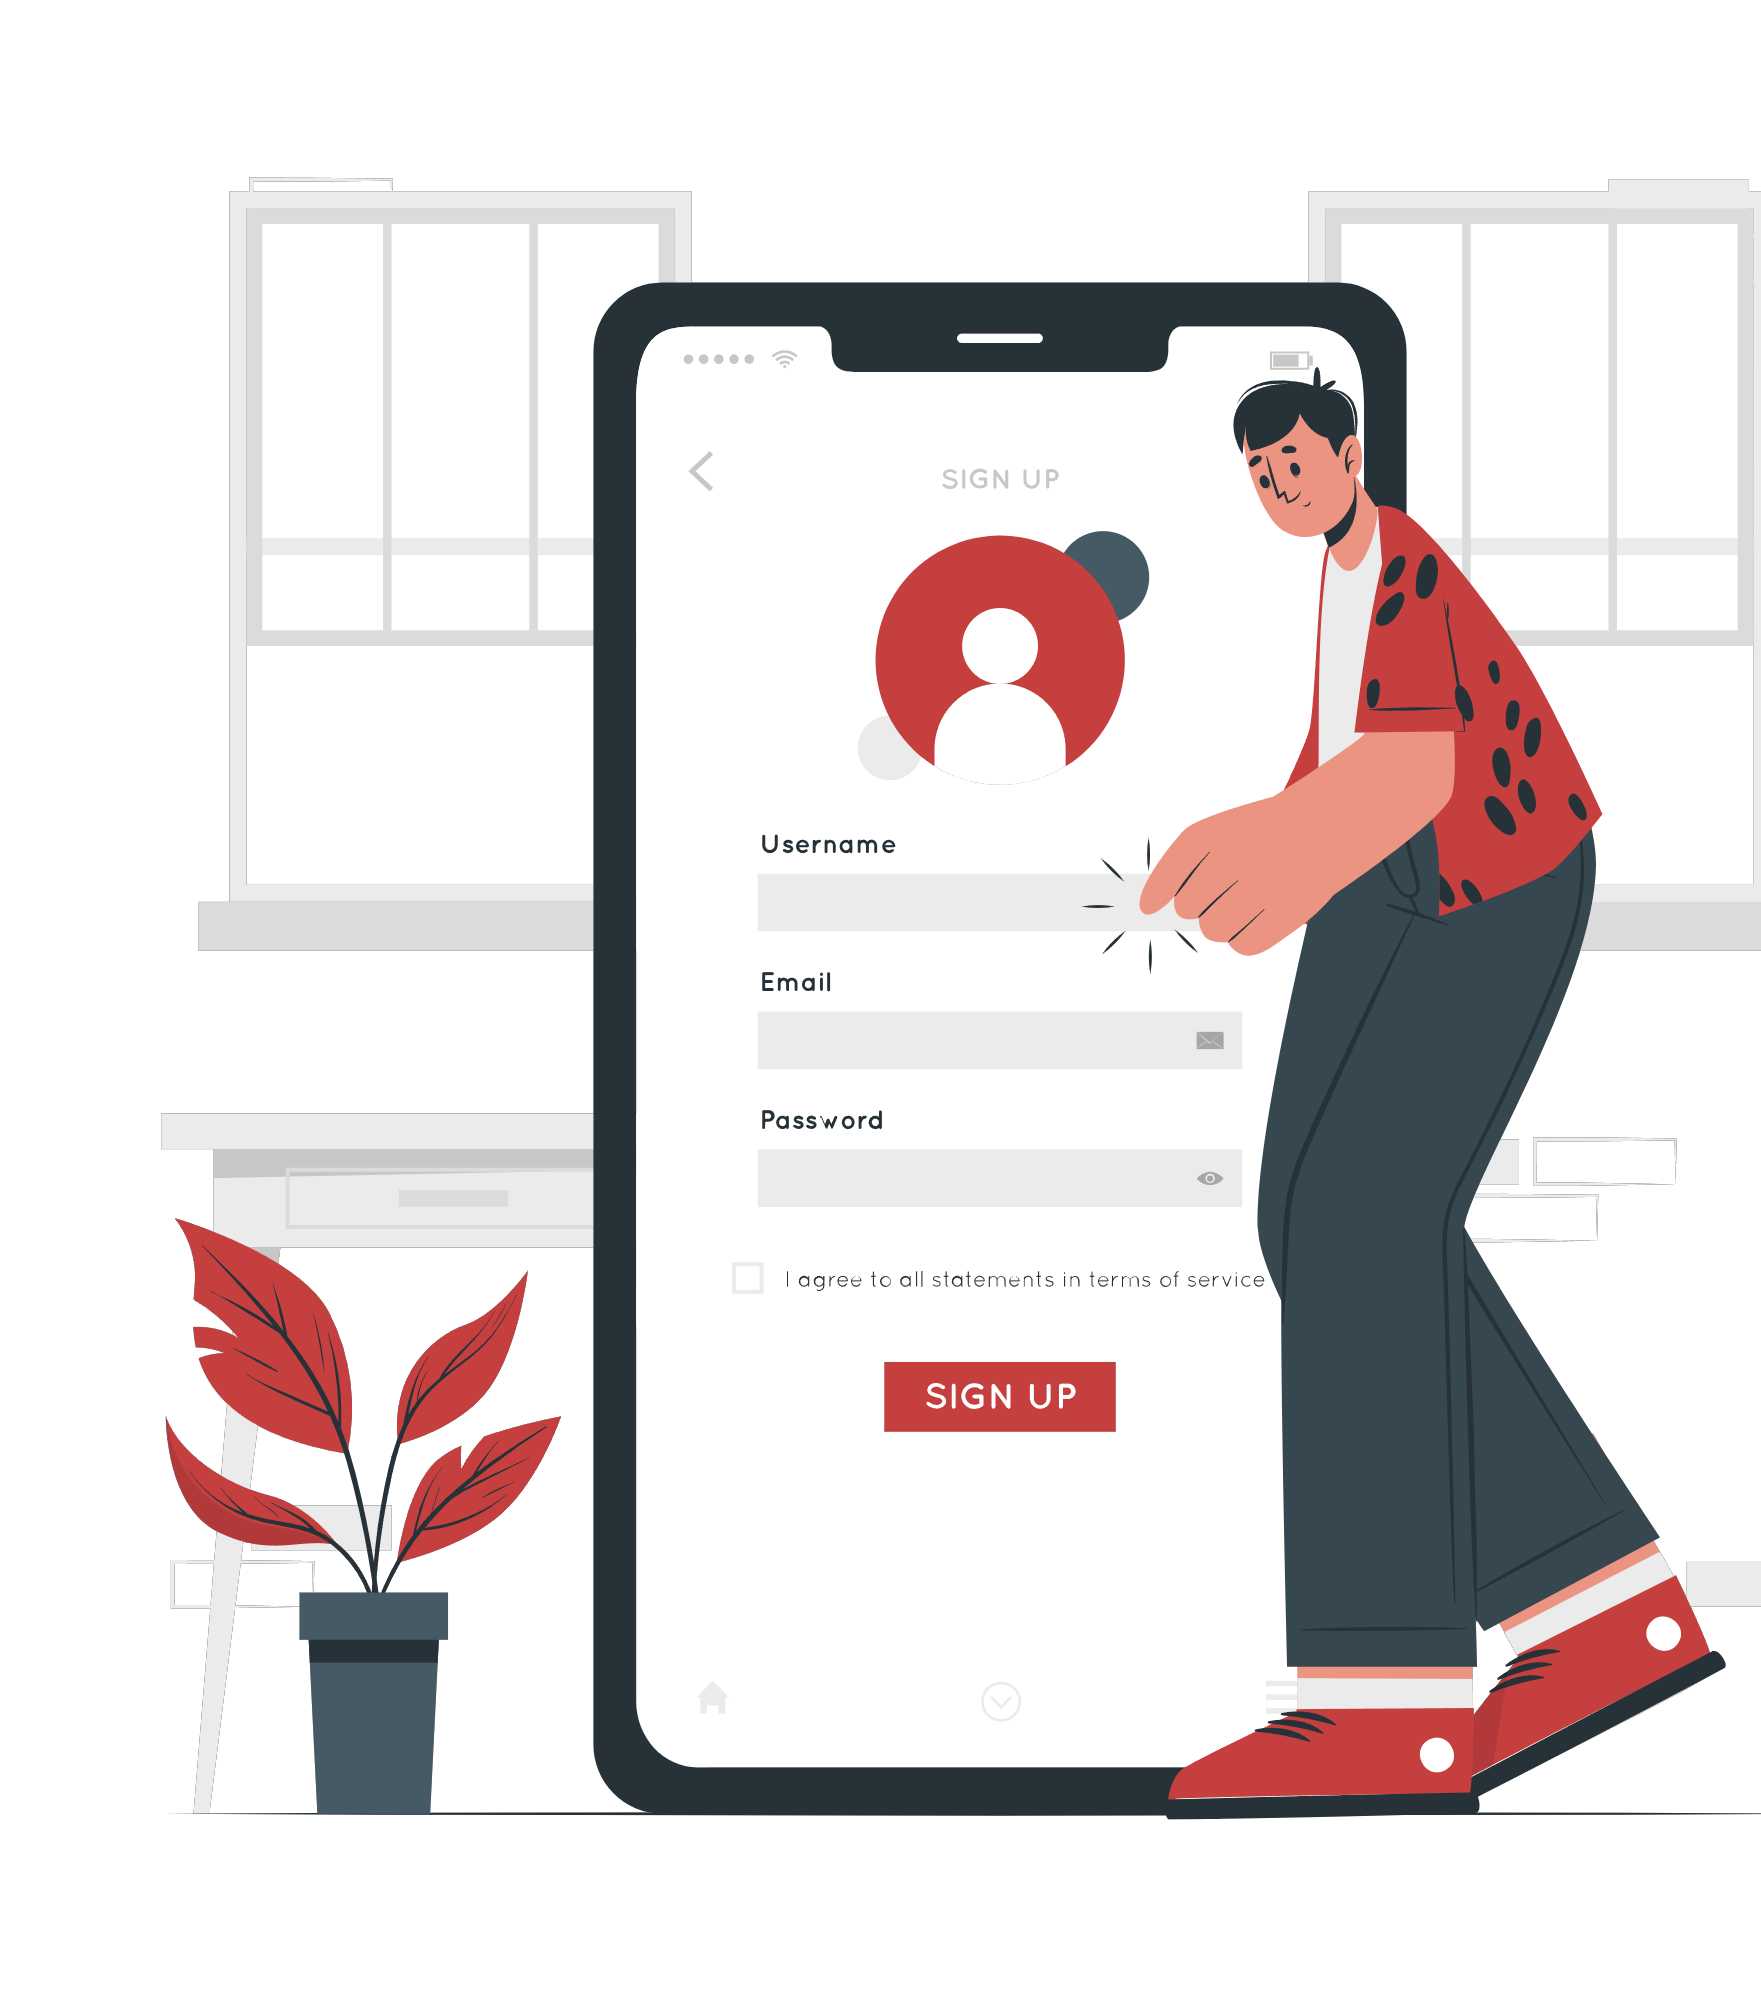 SIGN UP
Username
Email
Password
I agree to all statements in terms of service
SIGN UP